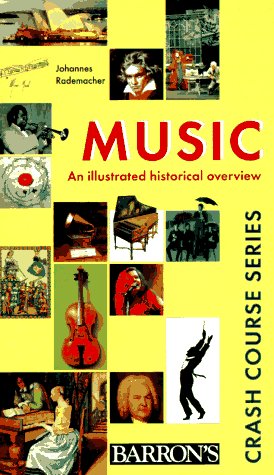 Johannes
Rademacher
MUSIC
An illustrated historical overview
CRASH COURSE SERIES
BARRON'S